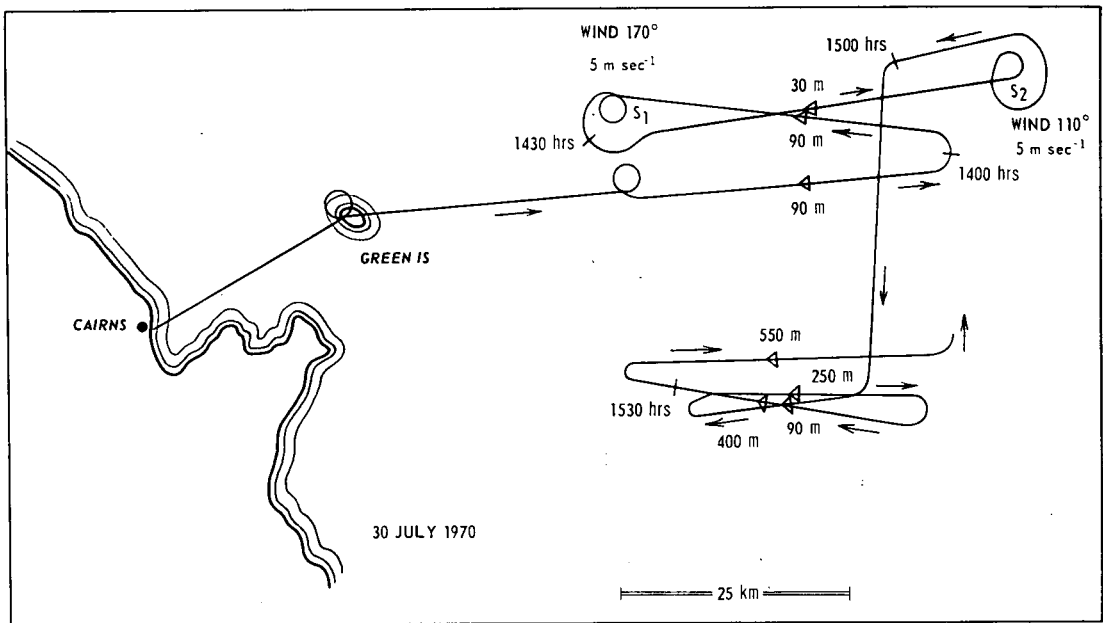 WIND 170°
5 m sec⁻¹
1500 hrs
30 m
S₁
S₂
1430 hrs
90 m
WIND 110°
5 m sec⁻¹
1400 hrs
90 m
GREEN IS
CAIRNS
550 m
250 m
1530 hrs
400 m
90 m
30 JULY 1970
25 km